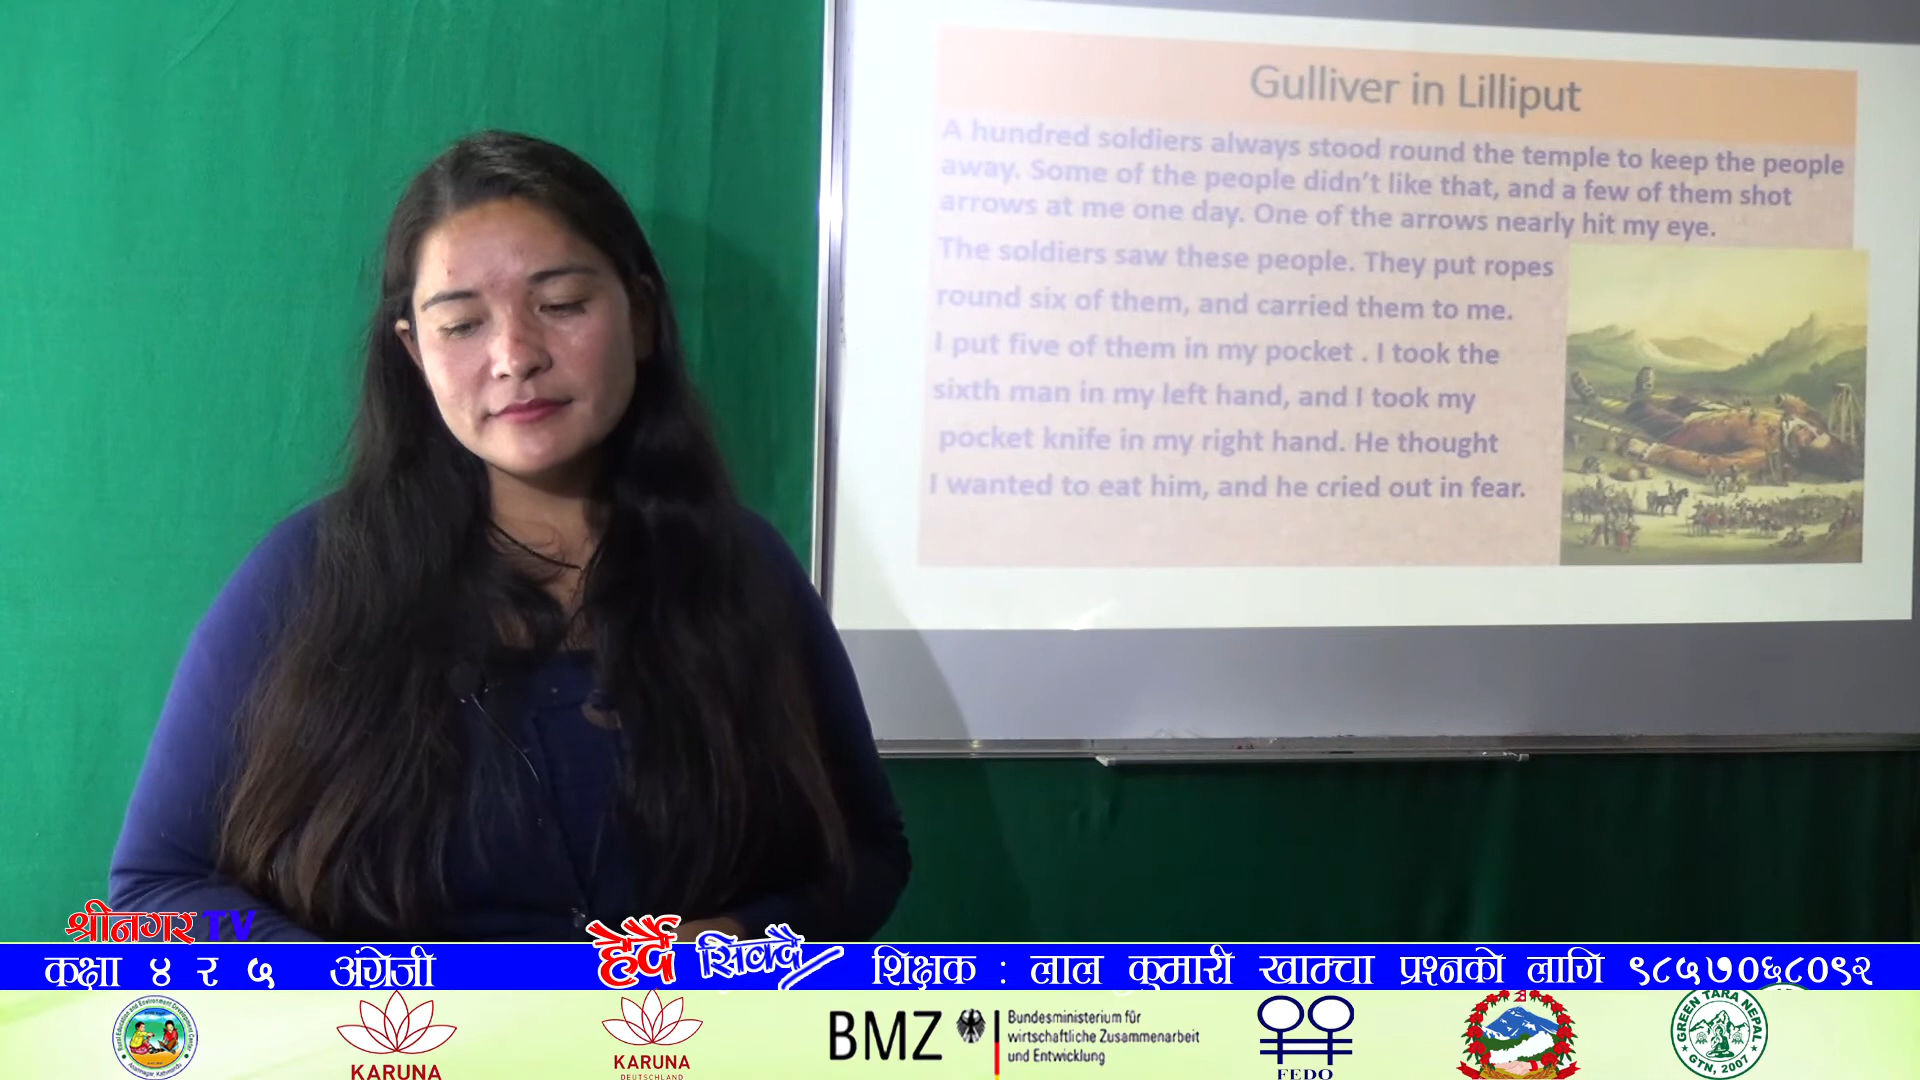 Gulliver in Lilliput
A hundred soldiers always stood round the temple to keep the people
away. Some of the people didn't like that, and a few of them shot
arrows at me one day. One of the arrows nearly hit my eye.
The soldiers saw these people. They put ropes
round six of them, and carried them to me.
I put five of them in my pocket . I took the
sixth man in my left hand, and I took my
pocket knife in my right hand. He thought
I wanted to eat him, and he cried out in fear.
श्रीनगर TV
कक्षा ४ र ५ अंग्रेजी
हेर्दै सिक्दै
शिक्षक : लाल कुमारी खाम्चा प्रश्नको लागि ९८५७०६८०९२
KARUNA
KARUNA
DEUTSCHLAND
BMZ
Bundesministerium für
wirtschaftliche Zusammenarbeit
und Entwicklung
FEDO
GREEN TARA NEPAL
GTN, 2007